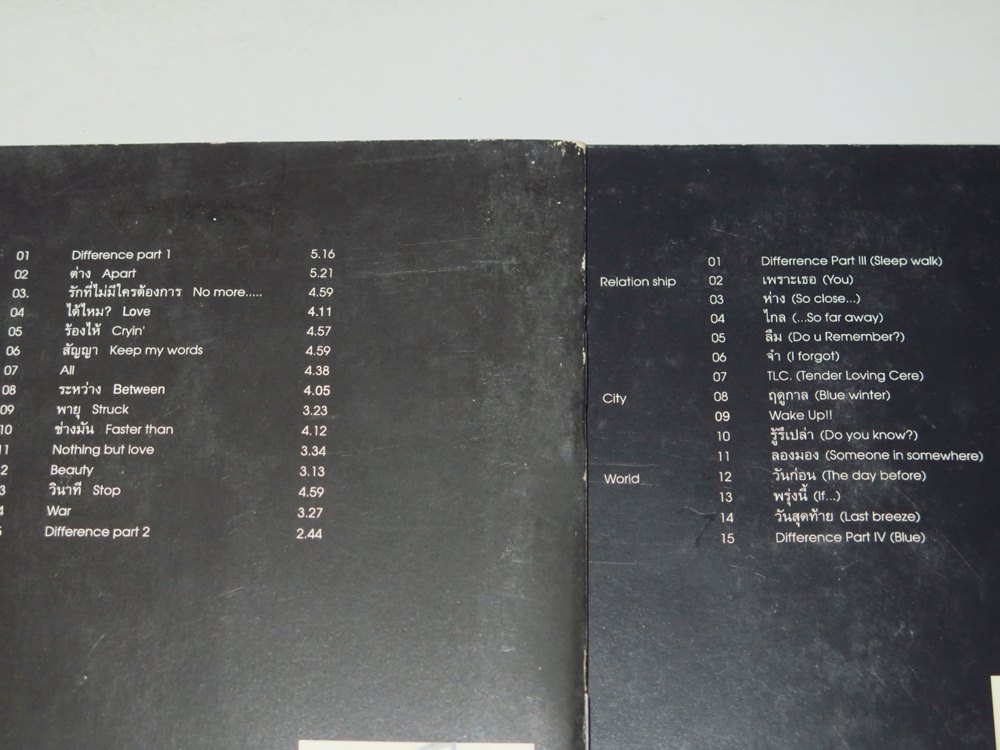 01 Difference part 1 5.16
02 ต่าง Apart 5.21
03. รักที่ไม่มีใครต้องการ No more..... 4.59
04 ได้ไหม? Love 4.11
05 ร้องไห้ Cryin' 4.57
06 สัญญา Keep my words 4.59
07 All 4.38
08 ระหว่าง Between 4.05
09 พายุ Struck 3.23
10 ช่างมัน Faster than 4.12
1 Nothing but love 3.34
2 Beauty 3.13
3 วินาที Stop 4.59
4 War 3.27
5 Difference part 2 2.44
01 Differrence Part III (Sleep walk)
Relation ship 02 เพราะเธอ (You)
03 ห่าง (So close...)
04 ไกล (...So far away)
05 ลืม (Do u Remember?)
06 จำ (I forgot)
07 TLC. (Tender Loving Cere)
City 08 ฤดูกาล (Blue winter)
09 Wake Up!!
10 รู้รึเปล่า (Do you know?)
11 ลองมอง (Someone in somewhere)
World 12 วันก่อน (The day before)
13 พรุ่งนี้ (If...)
14 วันสุดท้าย (Last breeze)
15 Difference Part IV (Blue)